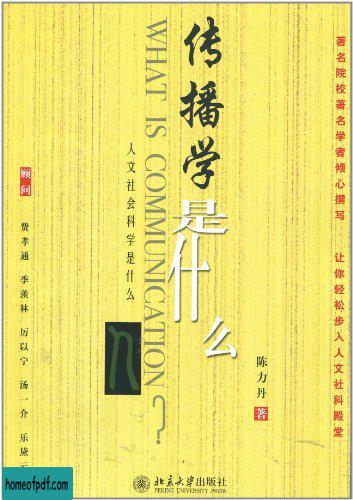 著名院校著名学者倾心撰写 让你轻松步入人文社科殿堂
传播学
是什么
WHAT IS COMMUNICATION?
人文社会科学是什么
陈力丹 著
顾问
费孝通 季羡林 厉以宁 汤一介 乐黛云
北京大学出版社
homeofpdf.com